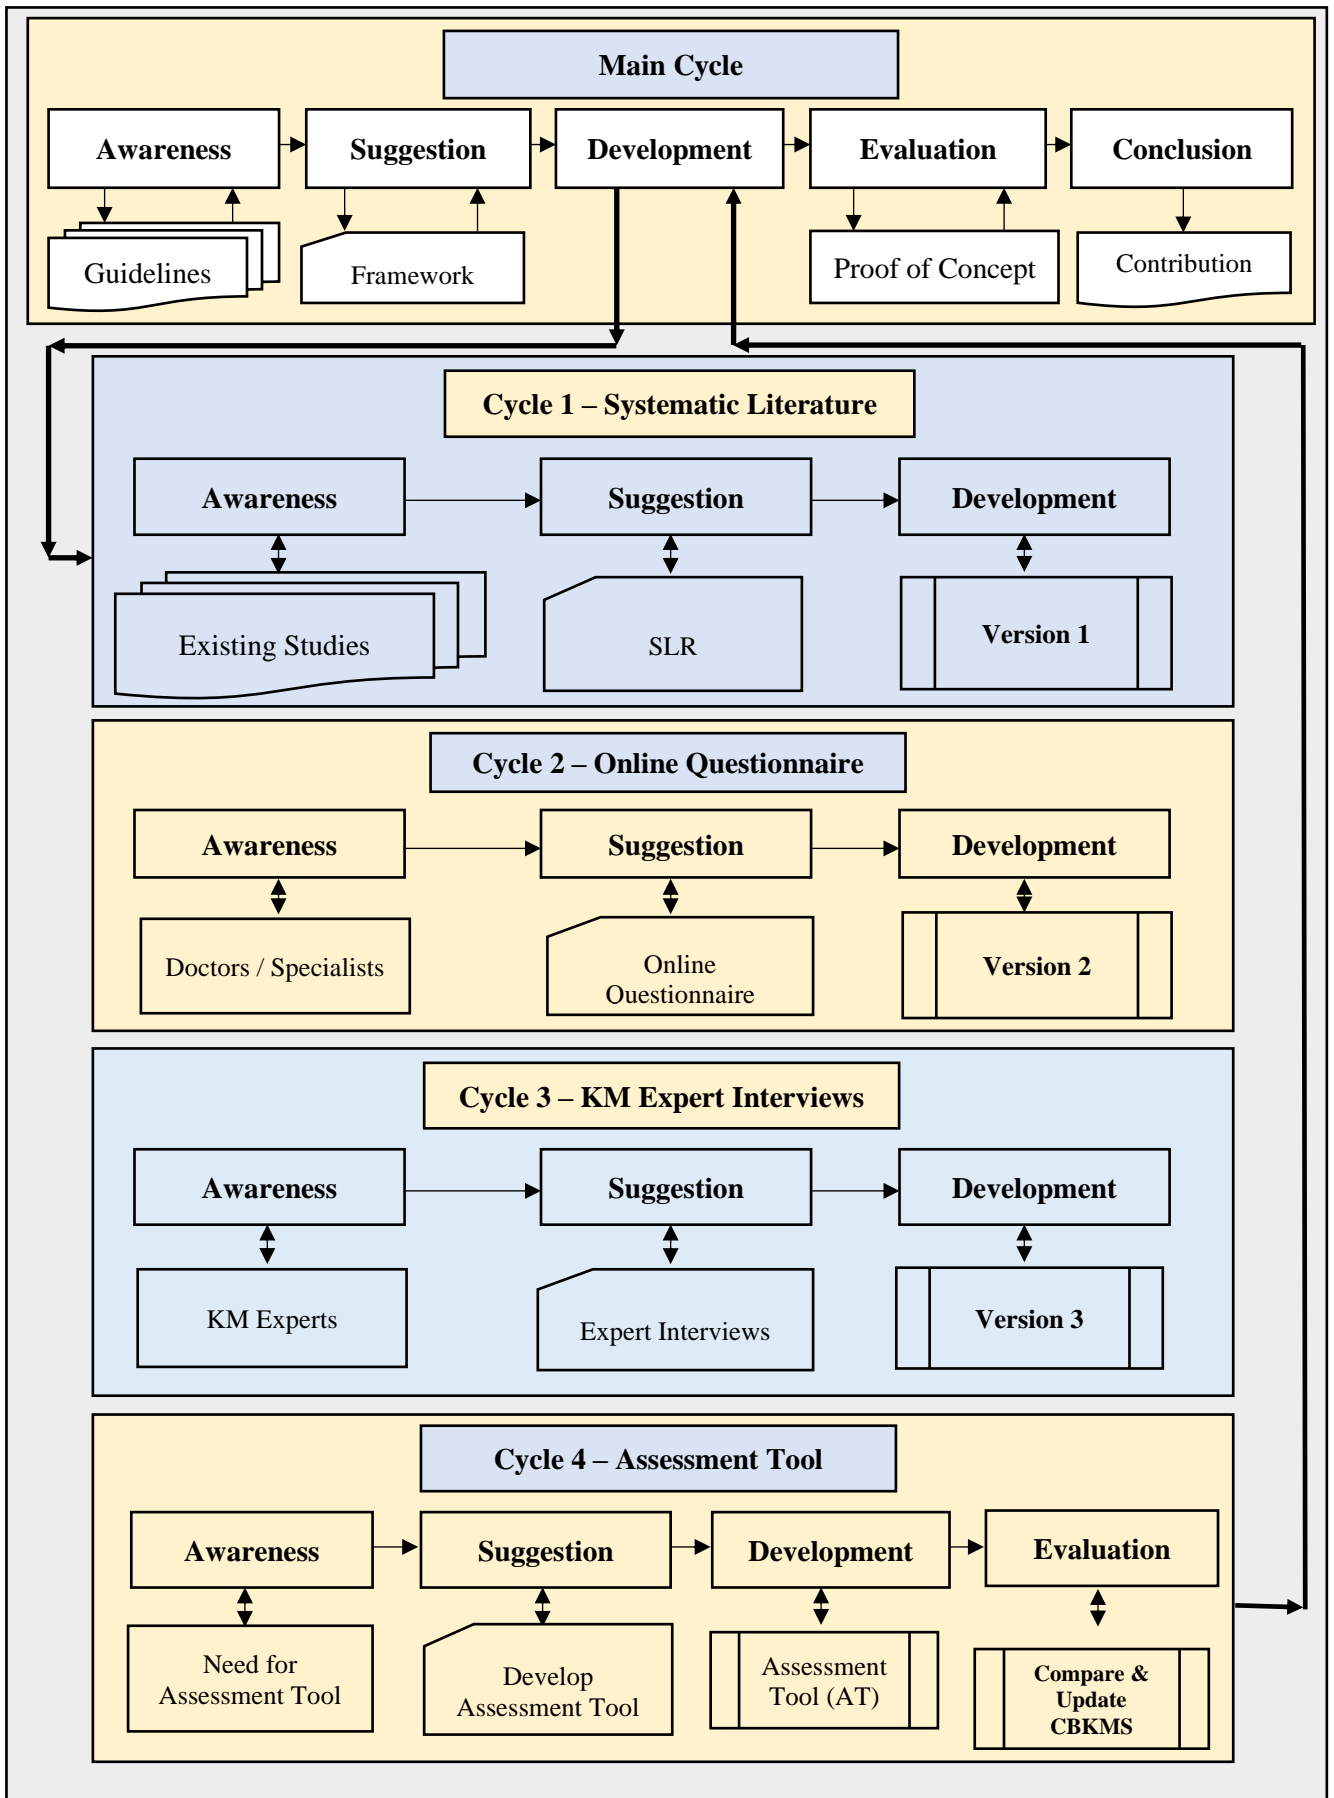 Main Cycle
Awareness
Suggestion
Development
Evaluation
Conclusion
Guidelines
Framework
Proof of Concept
Contribution
Cycle 1 – Systematic Literature
Awareness
Suggestion
Development
Existing Studies
SLR
Version 1
Cycle 2 – Online Questionnaire
Awareness
Suggestion
Development
Doctors / Specialists
Online
Questionnaire
Version 2
Cycle 3 – KM Expert Interviews
Awareness
Suggestion
Development
KM Experts
Expert Interviews
Version 3
Cycle 4 – Assessment Tool
Awareness
Suggestion
Development
Evaluation
Need for
Assessment Tool
Develop
Assessment Tool
Assessment
Tool (AT)
Compare &
Update
CBKMS